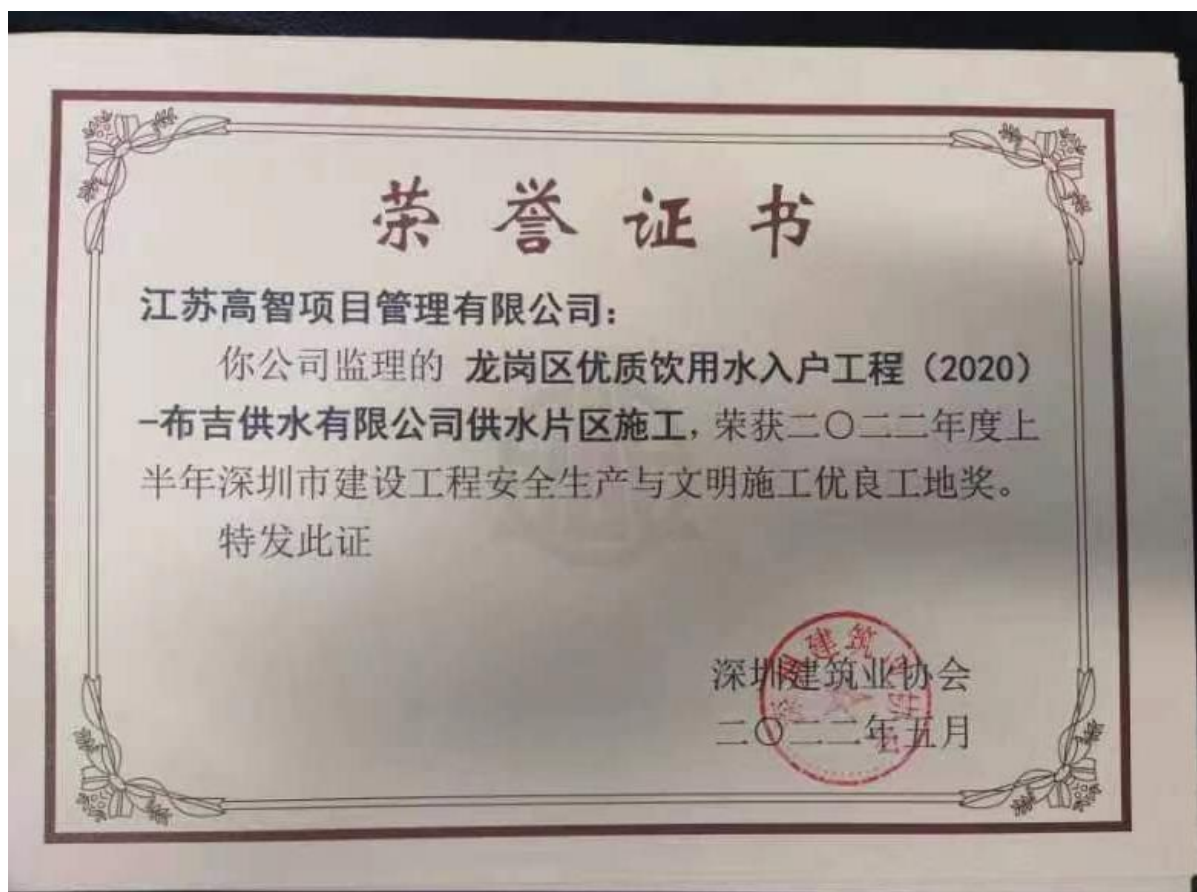 荣誉证书
江苏高智项目管理有限公司：
你公司监理的 龙岗区优质饮用水入户工程（2020）
-布吉供水有限公司供水片区施工，荣获二〇二二年度上
半年深圳市建设工程安全生产与文明施工优良工地奖。
特发此证
深圳建筑业协会
二〇二二年五月